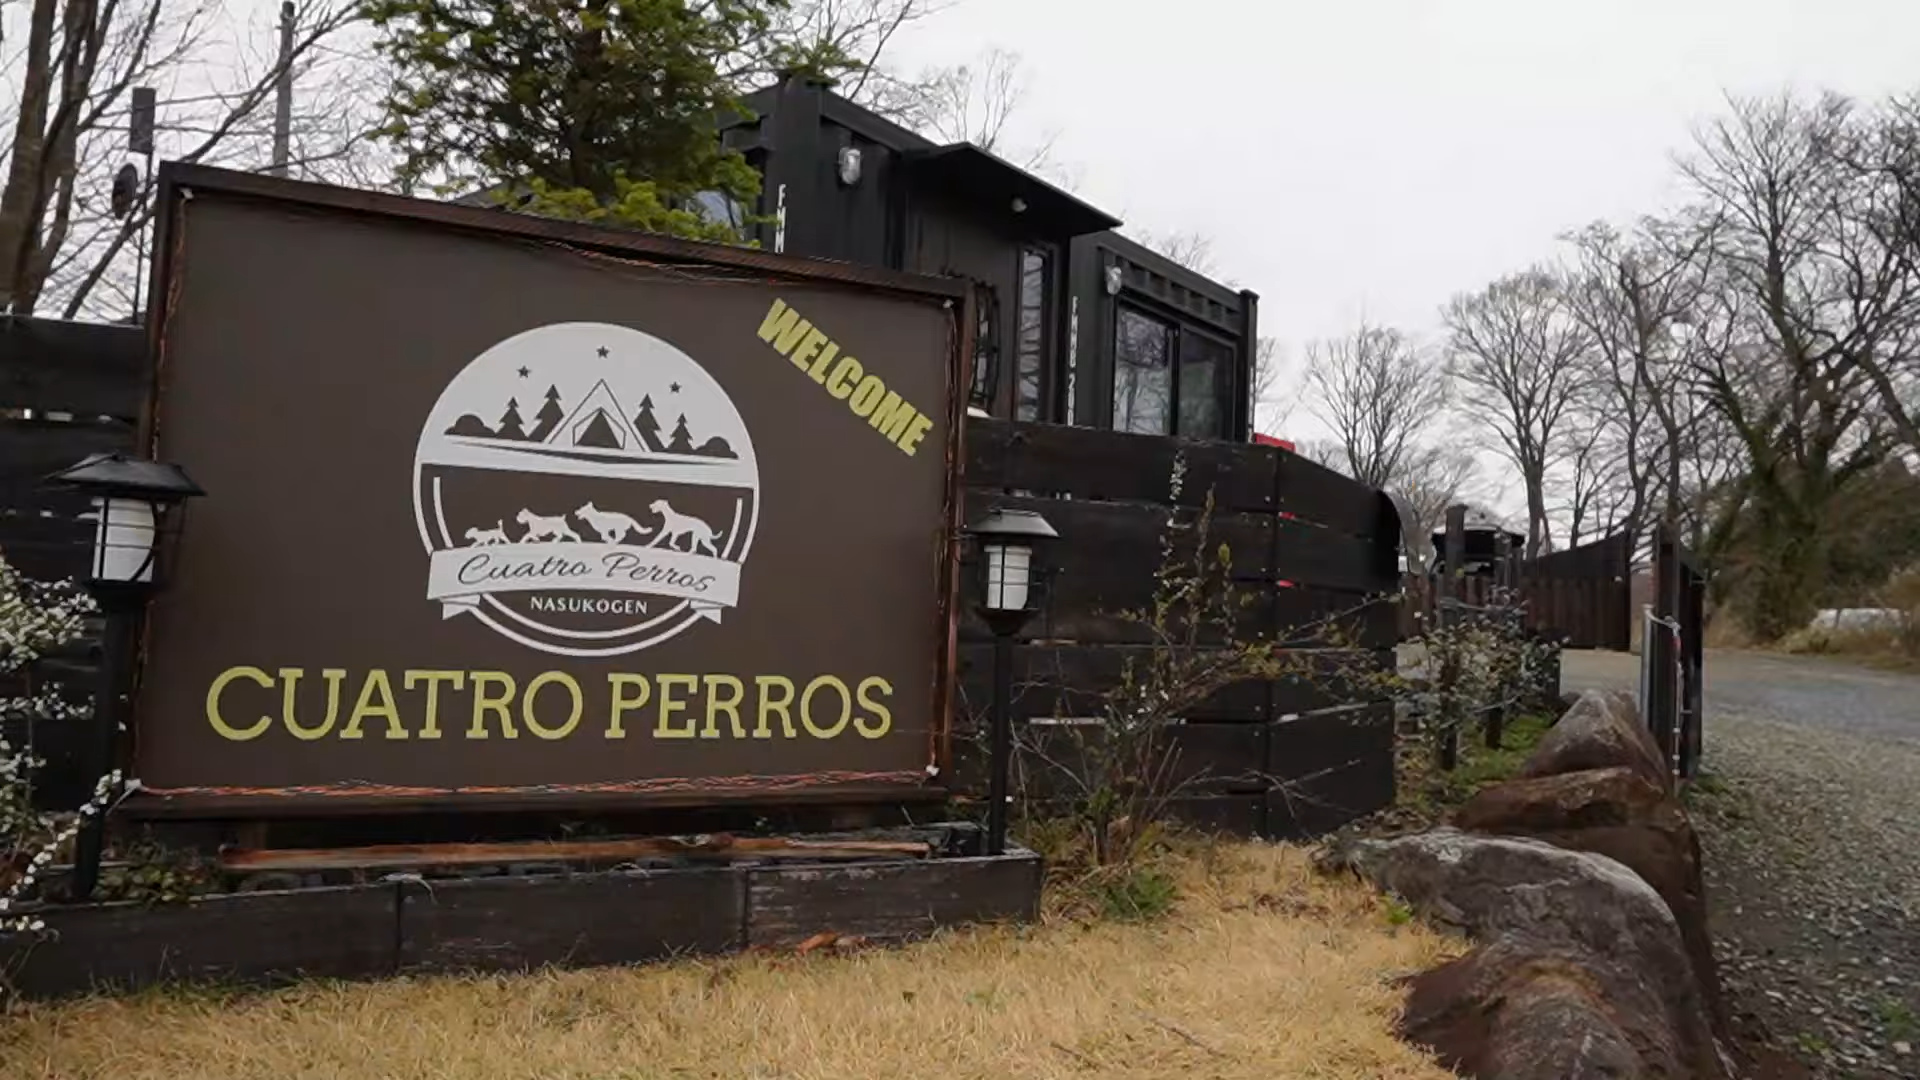 WELCOME
Cuatro Perros
NASUKOGEN
CUATRO PERROS